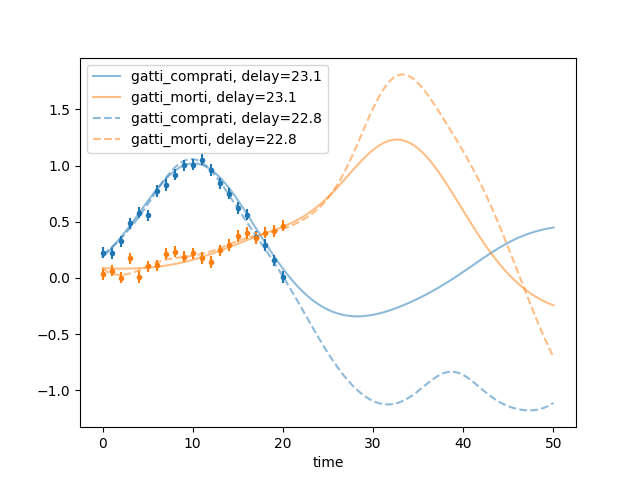 gatti_comprati, delay=23.1
gatti_morti, delay=23.1
gatti_comprati, delay=22.8
gatti_morti, delay=22.8
1.5
1.0
0.5
0.0
−0.5
−1.0
0 10 20 30 40 50
time